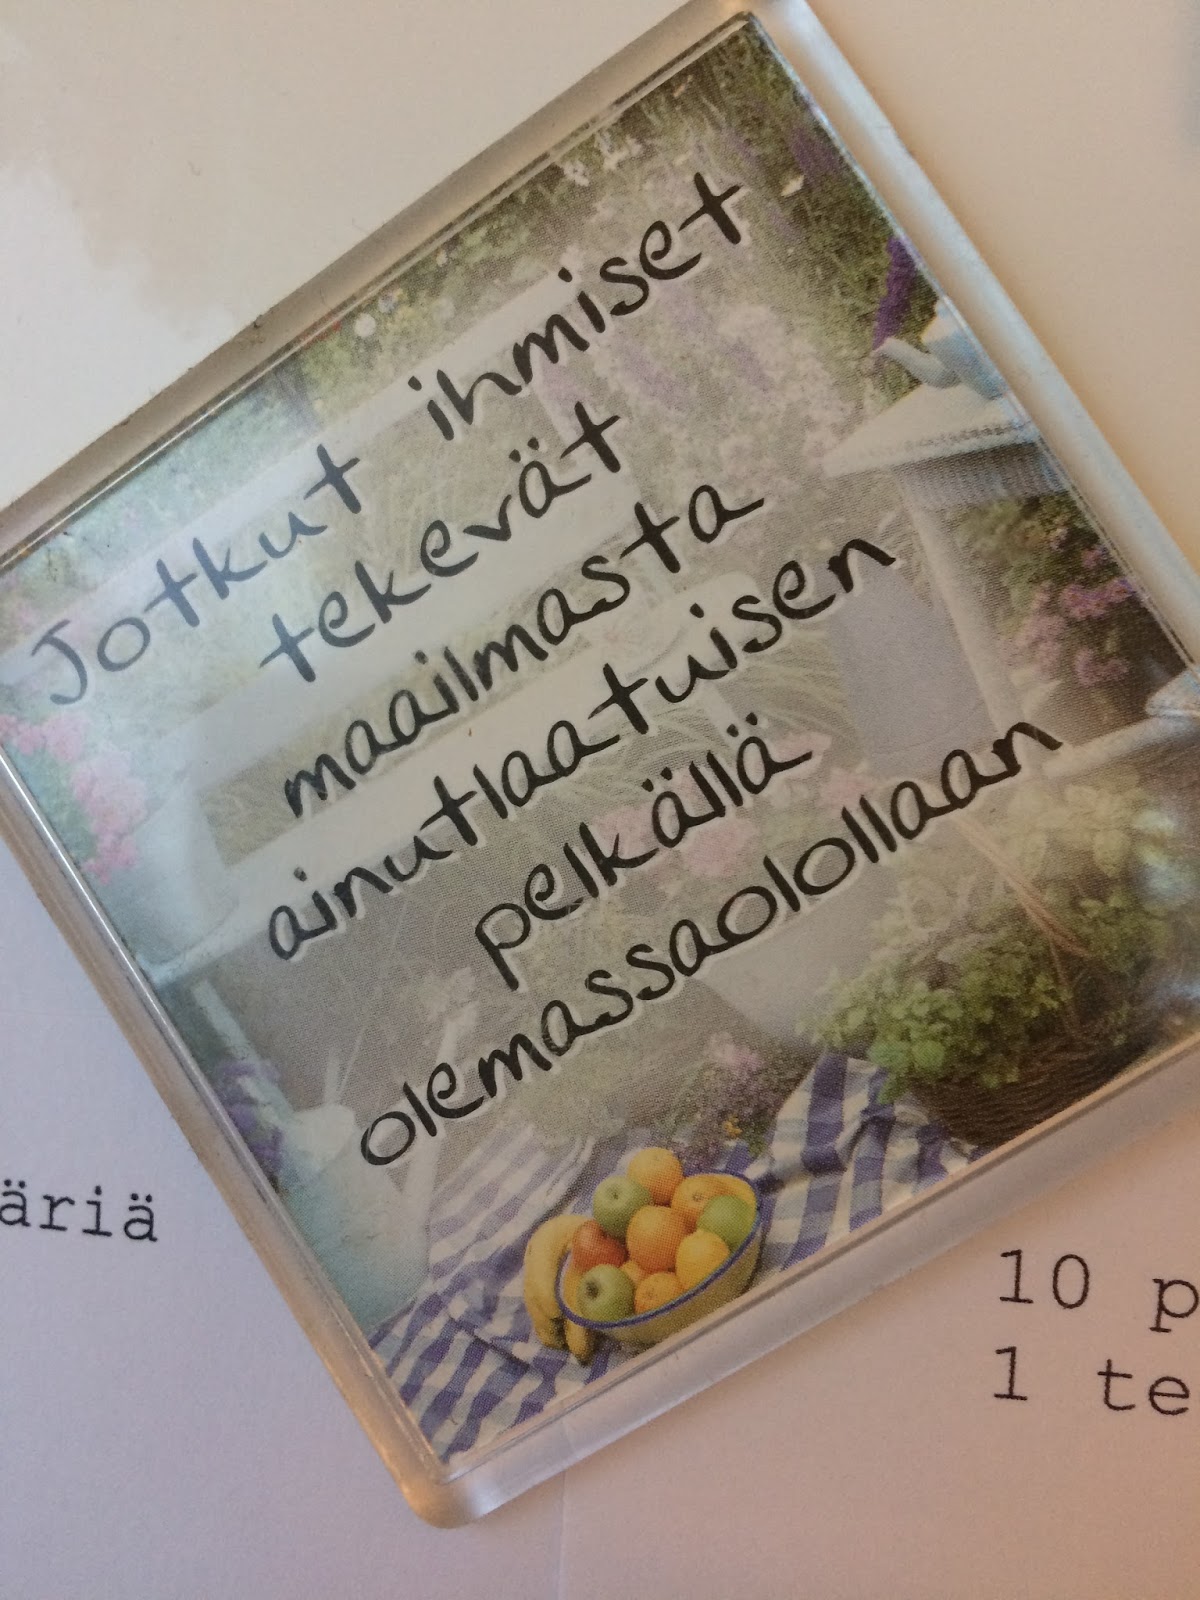 Jotkut ihmiset
tekevät
maailmasta
ainutlaatuisen
pelkällä
olemassaolollaan
äriä
10 p
1 te